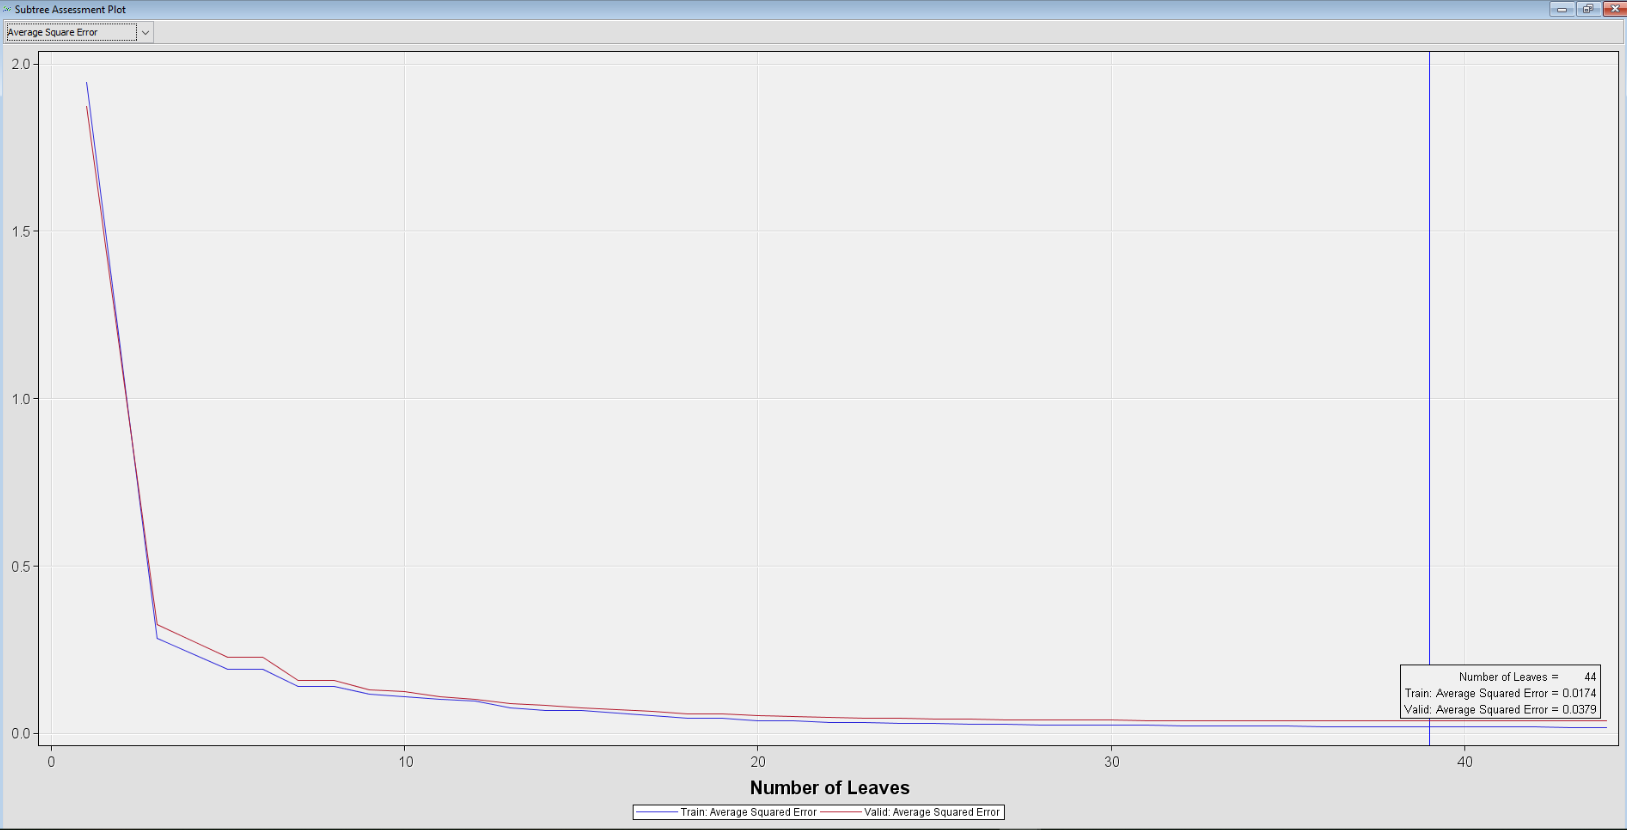 Subtree Assessment Plot
Average Square Error
2.0
1.5
1.0
0.5
0.0
Number of Leaves = 44
Train: Average Squared Error = 0.0174
Valid: Average Squared Error = 0.0379
0 10 20 30 40
Number of Leaves
Train: Average Squared Error Valid: Average Squared Error